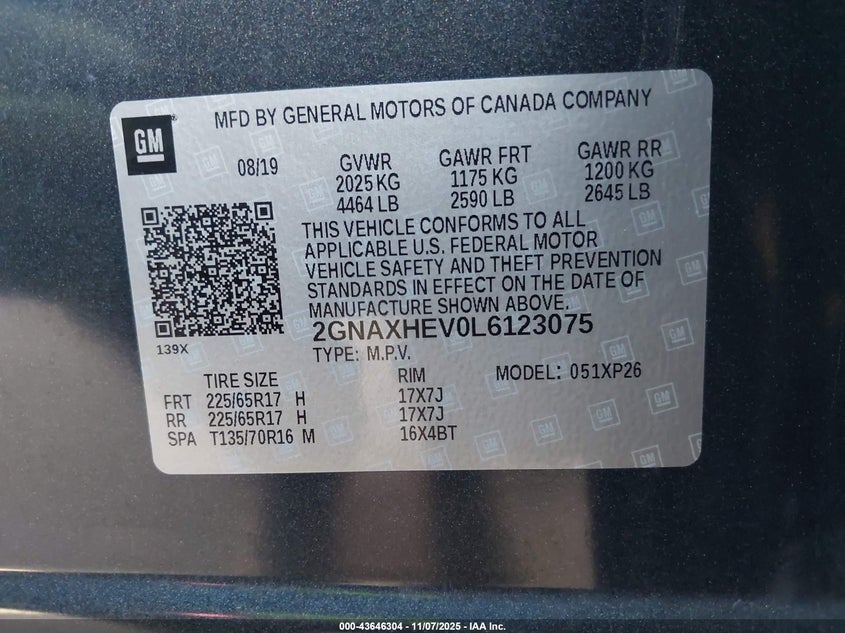 MFD BY GENERAL MOTORS OF CANADA COMPANY
GM
®
08/19
GVWR
2025 KG
4464 LB
GAWR FRT
1175 KG
2590 LB
GAWR RR
1200 KG
2645 LB
THIS VEHICLE CONFORMS TO ALL
APPLICABLE U.S. FEDERAL MOTOR
VEHICLE SAFETY AND THEFT PREVENTION
STANDARDS IN EFFECT ON THE DATE OF
MANUFACTURE SHOWN ABOVE.
2GNAXHEV0L6123075
139X
TYPE: M.P.V.
TIRE SIZE RIM MODEL: 051XP26
FRT 225/65R17 H 17X7J
RR 225/65R17 H 17X7J
SPA T135/70R16 M 16X4BT
000-43646304 - 11/07/2025 - IAA Inc.